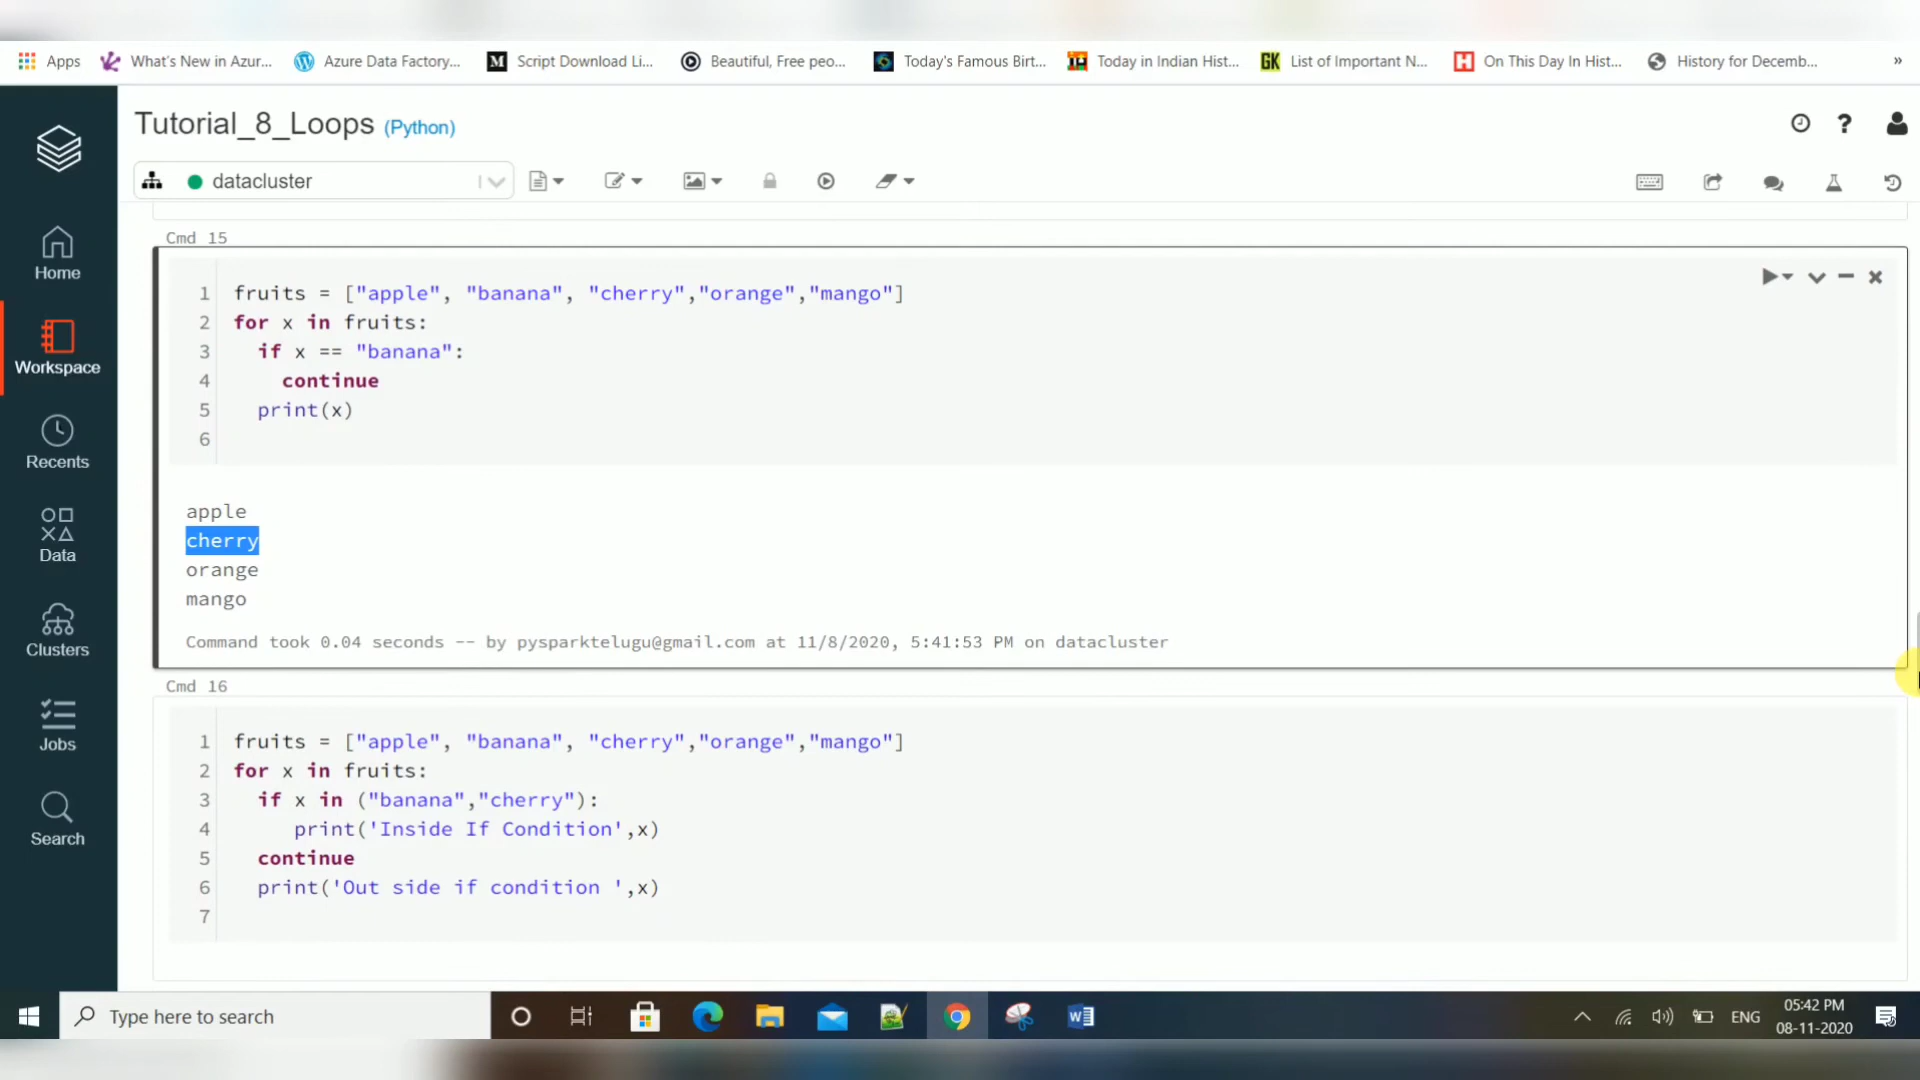 Apps
What's New in Azur...
Azure Data Factory...
M
Script Download Li...
Beautiful, Free peo...
Today's Famous Birt...
Today in Indian Hist...
GK
List of Important N...
H
On This Day In Hist...
History for Decemb...
»
Tutorial_8_Loops (Python)
?
datacluster
Home
Workspace
Recents
Data
Clusters
Jobs
Search
Cmd 15
1 fruits = ["apple", "banana", "cherry","orange","mango"]
2 for x in fruits:
3 if x == "banana":
4 continue
5 print(x)
6
apple
cherry
orange
mango
Command took 0.04 seconds -- by pysparktelugu@gmail.com at 11/8/2020, 5:41:53 PM on datacluster
Cmd 16
1 fruits = ["apple", "banana", "cherry","orange","mango"]
2 for x in fruits:
3 if x in ("banana","cherry"):
4 print('Inside If Condition',x)
5 continue
6 print('Out side if condition ',x)
7
Type here to search
ENG
05:42 PM
08-11-2020